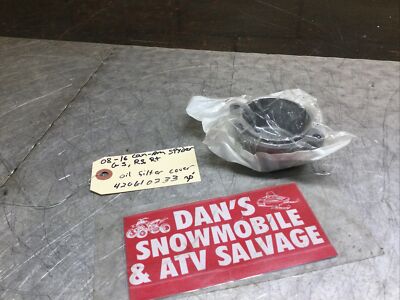 08-16 can-am spyder
GS, RS RT
oil filter cover
420610233
DAN'S
SNOWMOBILE
& ATV SALVAGE